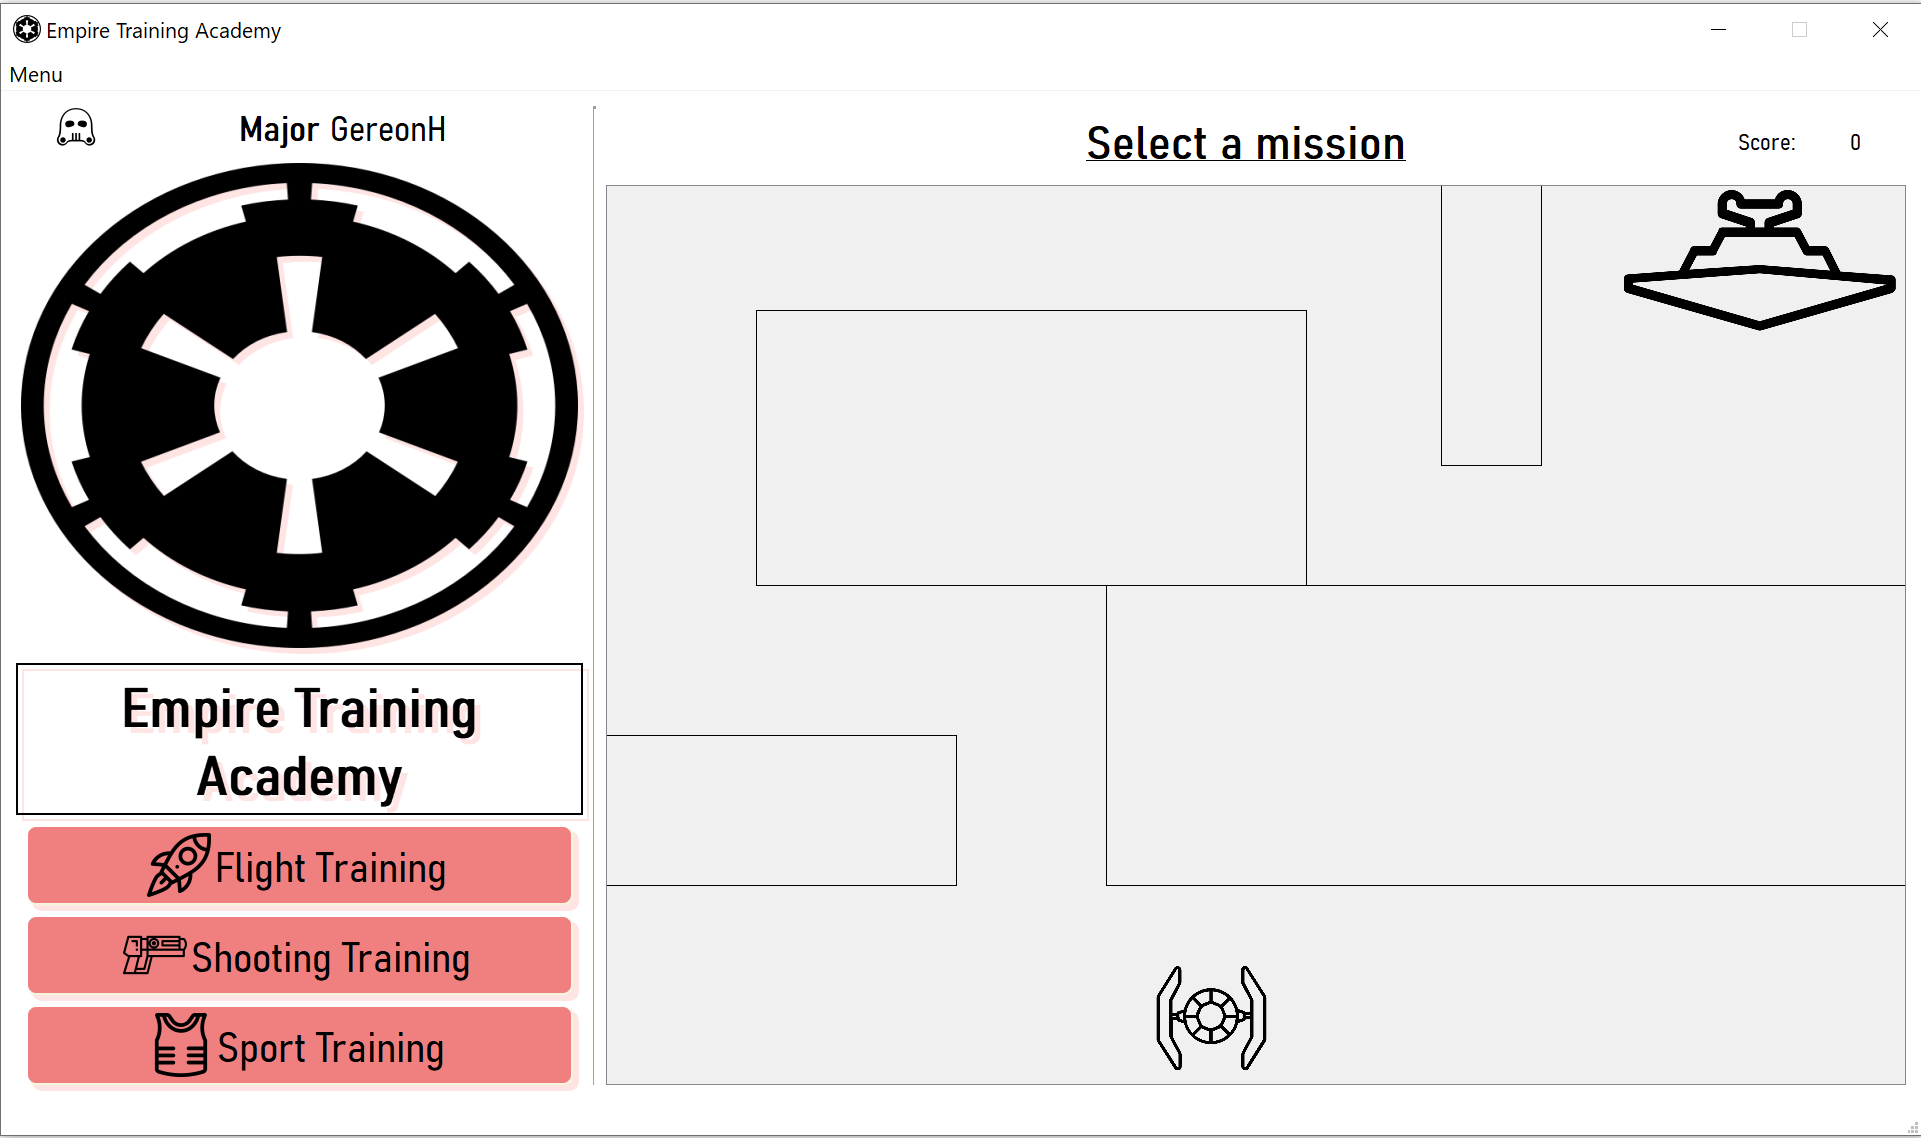 Empire Training Academy
Menu
Major GereonH
Select a mission
Score: 0
Empire Training
Academy
Flight Training
Shooting Training
Sport Training